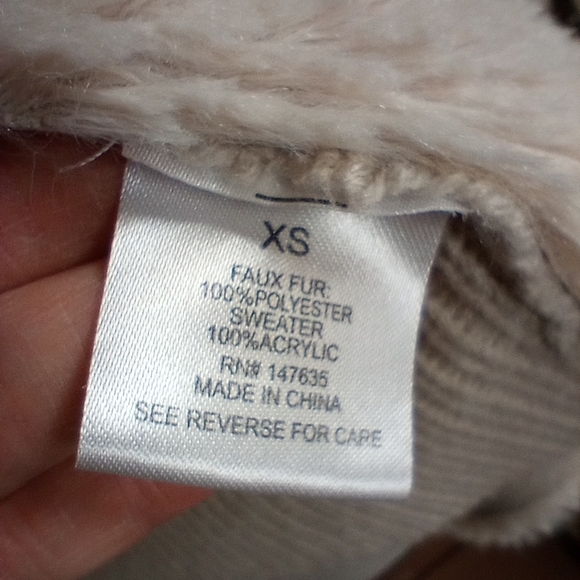 XS
FAUX FUR:
100%POLYESTER
SWEATER
100%ACRYLIC
RN# 147635
MADE IN CHINA
SEE REVERSE FOR CARE